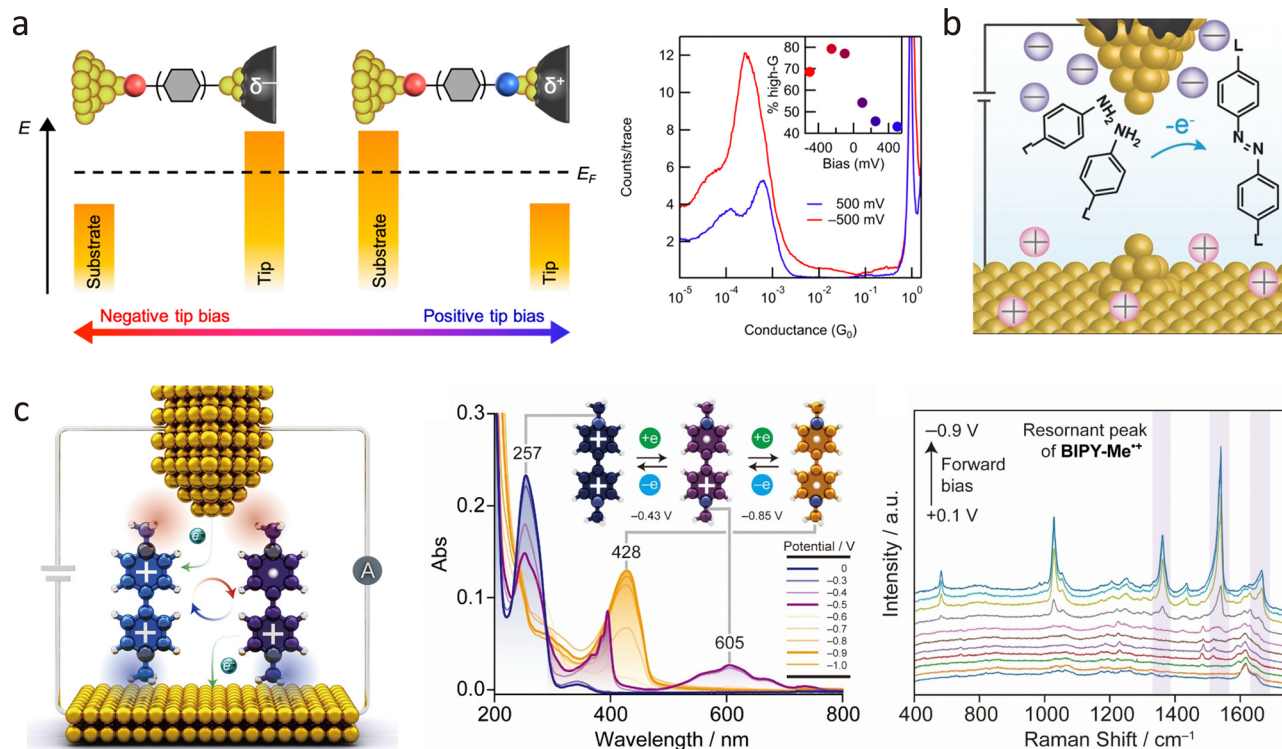 a
E
δ−
δ+
Substrate
Tip
Substrate
Tip
E_F
Negative tip bias
Positive tip bias
12
10
8
6
4
2
Counts/trace
80
70
60
50
40
% high-G
-400
0
400
Bias (mV)
500 mV
−500 mV
10⁻⁵
10⁻⁴
10⁻³
10⁻²
10⁻¹
10⁰
Conductance (G₀)
b
NH₂
NH₂
-e⁻
L
L
L
N
N
L
c
e⁻
e⁻
A
0.3
0.2
0.1
0.0
Abs
257
428
605
+e
−e
−0.43 V
+e
−e
−0.85 V
Potential / V
0
−0.3
−0.4
−0.5
−0.6
−0.7
−0.8
−0.9
−1.0
200
400
600
800
Wavelength / nm
−0.9 V
Forward
bias
+0.1 V
Resornant peak
of BIPY-Me•+
Intensity / a.u.
400
600
800
1000
1200
1400
1600
Raman Shift / cm⁻¹